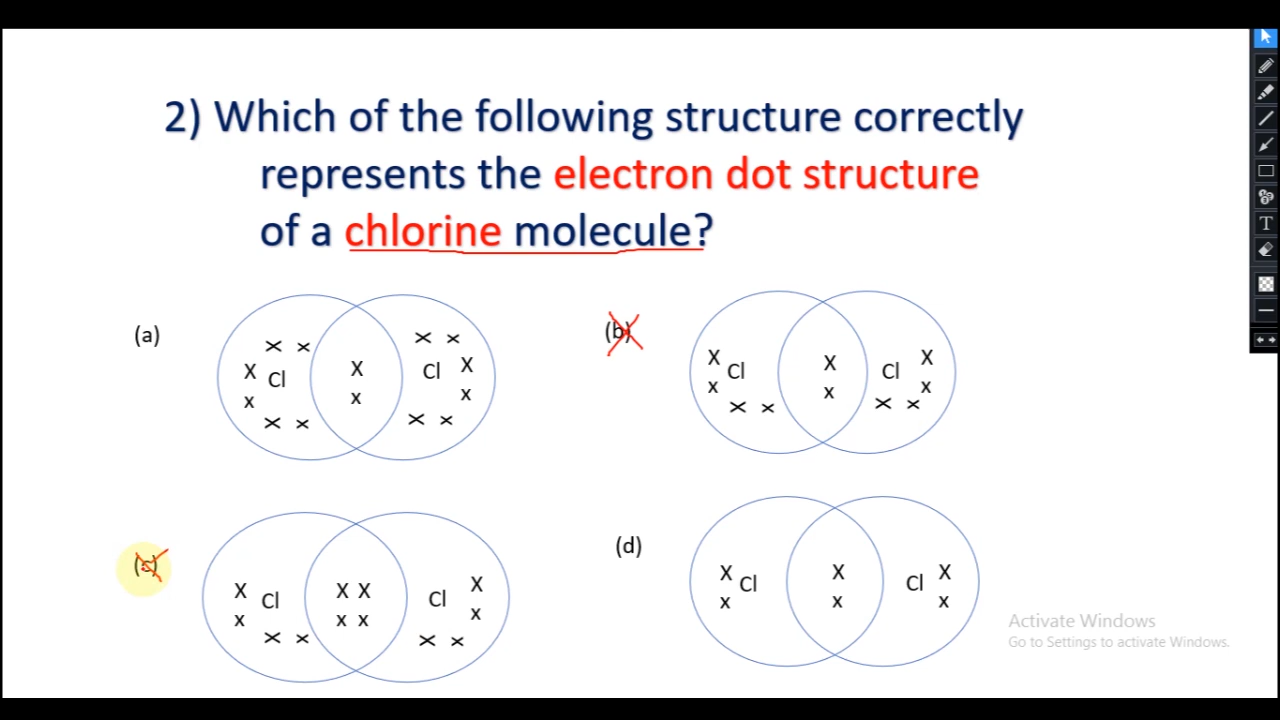 2) Which of the following structure correctly
represents the electron dot structure
of a chlorine molecule?
(a)
X x X x
X Cl X Cl X
x x x
X x X x
(b)
X Cl X Cl X
x x x
X x X x
(c)
X Cl X X Cl X
x x x x
X x X x
(d)
X Cl X Cl X
x x x
Activate Windows
Go to Settings to activate Windows.
T